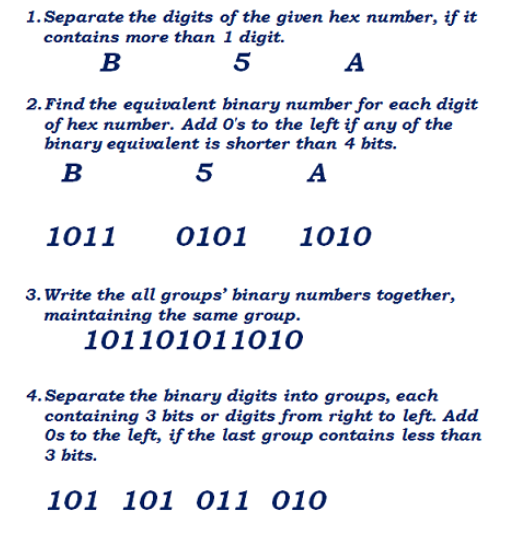 1. Separate the digits of the given hex number, if it
contains more than 1 digit.
B 5 A
2. Find the equivalent binary number for each digit
of hex number. Add 0's to the left if any of the
binary equivalent is shorter than 4 bits.
B 5 A
1011 0101 1010
3. Write the all groups’ binary numbers together,
maintaining the same group.
101101011010
4. Separate the binary digits into groups, each
containing 3 bits or digits from right to left. Add
0s to the left, if the last group contains less than
3 bits.
101 101 011 010